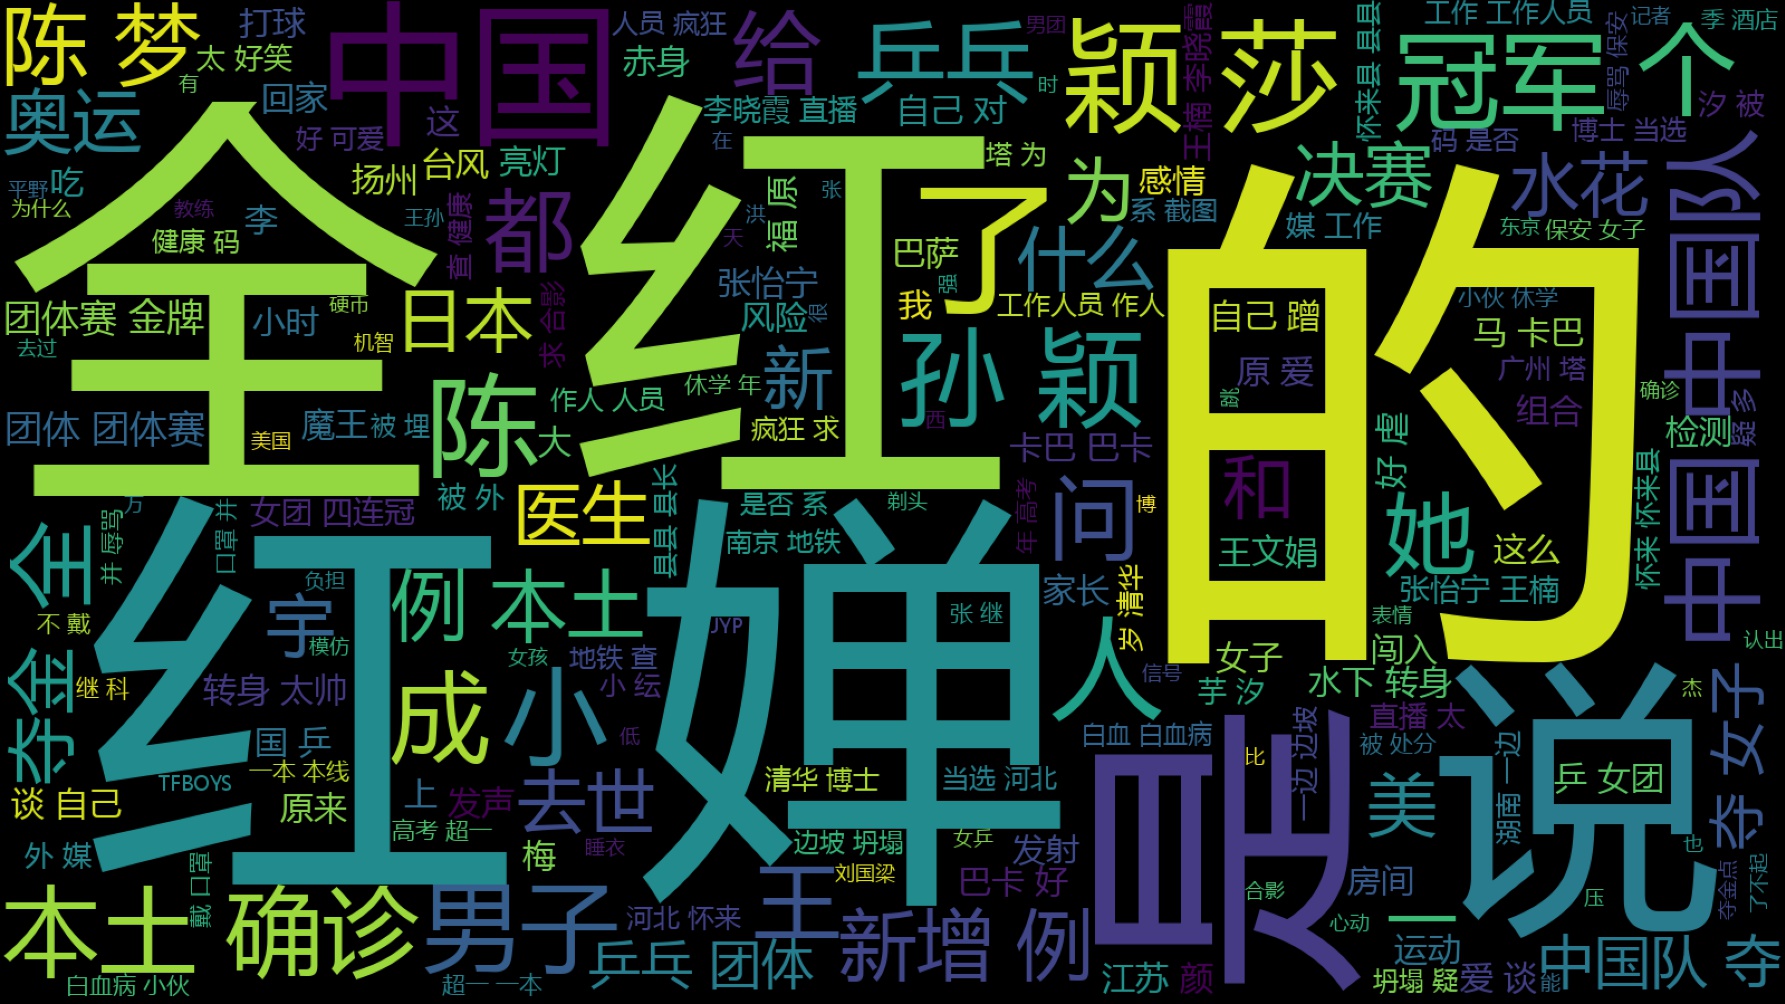 陈 梦
打球
中国
人员 疯狂
给
乒乓
颖 莎
王楠 李晓霞
怀来县 县县
工作 工作人员
冠军
个
辱骂 保安
记者
季 酒店
男团
太 好笑
有
赤身
时
奥运
回家
李晓霞 直播
自己 对
汐 被
好 可爱
这
在
码 是否
博士 当选
全 红
扬州
台风
亮灯
塔 为
为
感情
决赛
水花
中国队 中国队
平野
吃
为什么
教练
李
王孙
都
福 原
张
了
系 截图
健康 码
查 健康
洪
天
巴萨
什么
媒 工作
东京
保安 女子
的
团体赛 金牌
小时
硬币
日本
求 合影
张怡宁
风险
很
我
强
工作人员 作人
自己 蹭
小伙 休学
马 卡巴
去过
机智
新
孙 颖
原 爱
广州 塔
陈
作人 人员
休学 年
跳
组合
确诊
团体 团体赛
美国
魔王
被 埋
大
疯狂 求
西
卡巴 巴卡
好 虐
检测
疑 多
女团 四连冠
被 外
医生
县县 县长
是否 系
剃头
年 高考
问
博
和
她
怀来 怀来县
万
全
并 辱骂
口罩 并
南京 地铁
王文娟
这么
红 婵
负担
例 本土
家长
岁 清华
张怡宁 王楠
不 戴
宇
模仿
JYP
张 继
人
表情
认出
夺金
继 科
转身 太帅
女孩
地铁 查
小 纭
信号
女子
闯入
芋 汐
水下 转身
杰
夺 女子
成
小
低
国 乒
白血 白血病
是
一边 边坡
直播 太
被 处分
说
TFBOYS
一本 本线
清华 博士
当选 河北
比
一边
湖南
乒 女团
谈 自己
原来
上
发声
去世
美
外 媒
高考 超一
梅
睡衣
边坡 坍塌
女乒
发射
也
戴 口罩
刘国梁
巴卡 好
合影
房间
压
夺金点
了不起
本土 确诊
男子
河北 怀来
王
新增 例
心动
一
白血病 小伙
超一 一本
乒乓 团体
江苏
颜
运动
坍塌 疑
爱 谈
中国队 夺
能